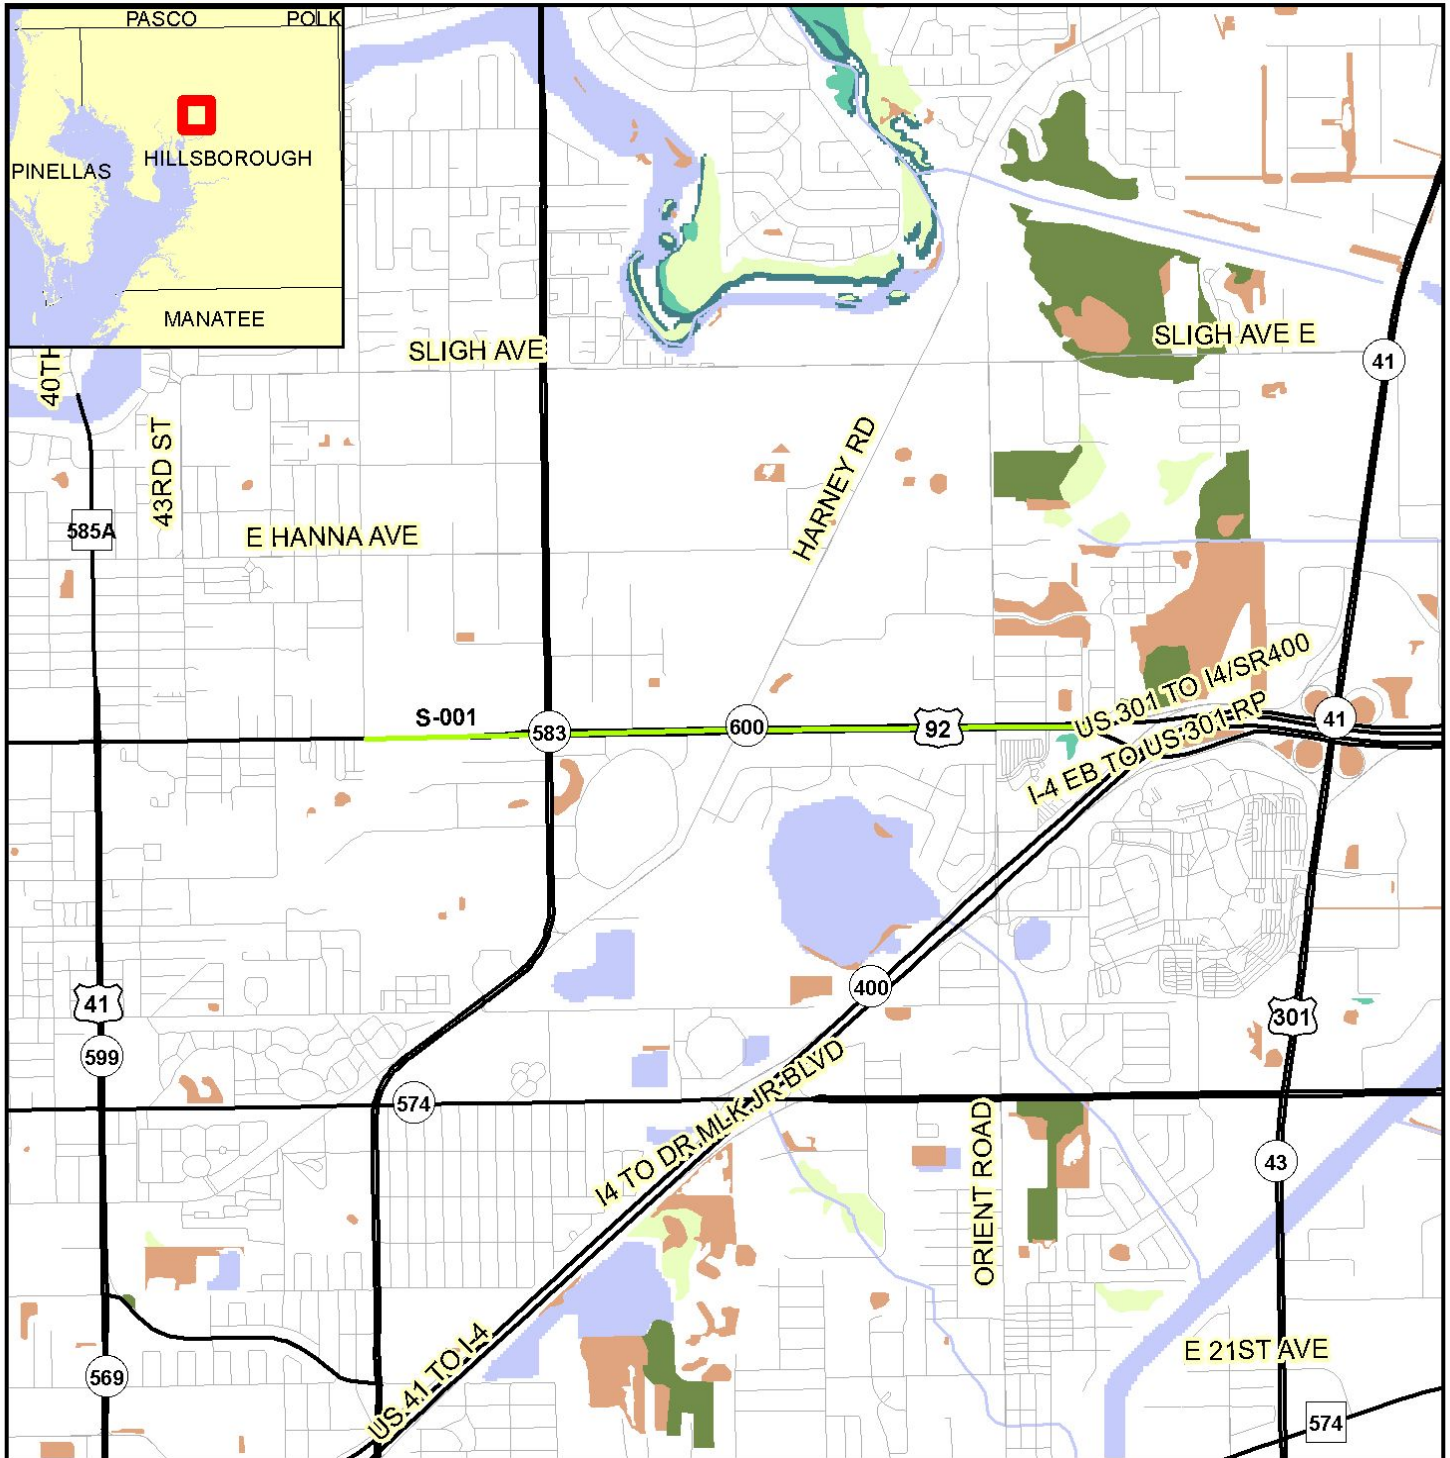 PASCO
POLK
PINELLAS
HILLSBOROUGH
MANATEE
SLIGH AVE
SLIGH AVE E
41
40TH
43RD ST
HARNEY RD
585A
E HANNA AVE
US 301 TO I4/SR400
S-001
583
600
92
41
I-4 EB TO US 301 RP
41
400
301
599
574
I4 TO DR.MLK.JR BLVD
ORIENT ROAD
43
E 21ST AVE
569
US 41 TO I-4
574